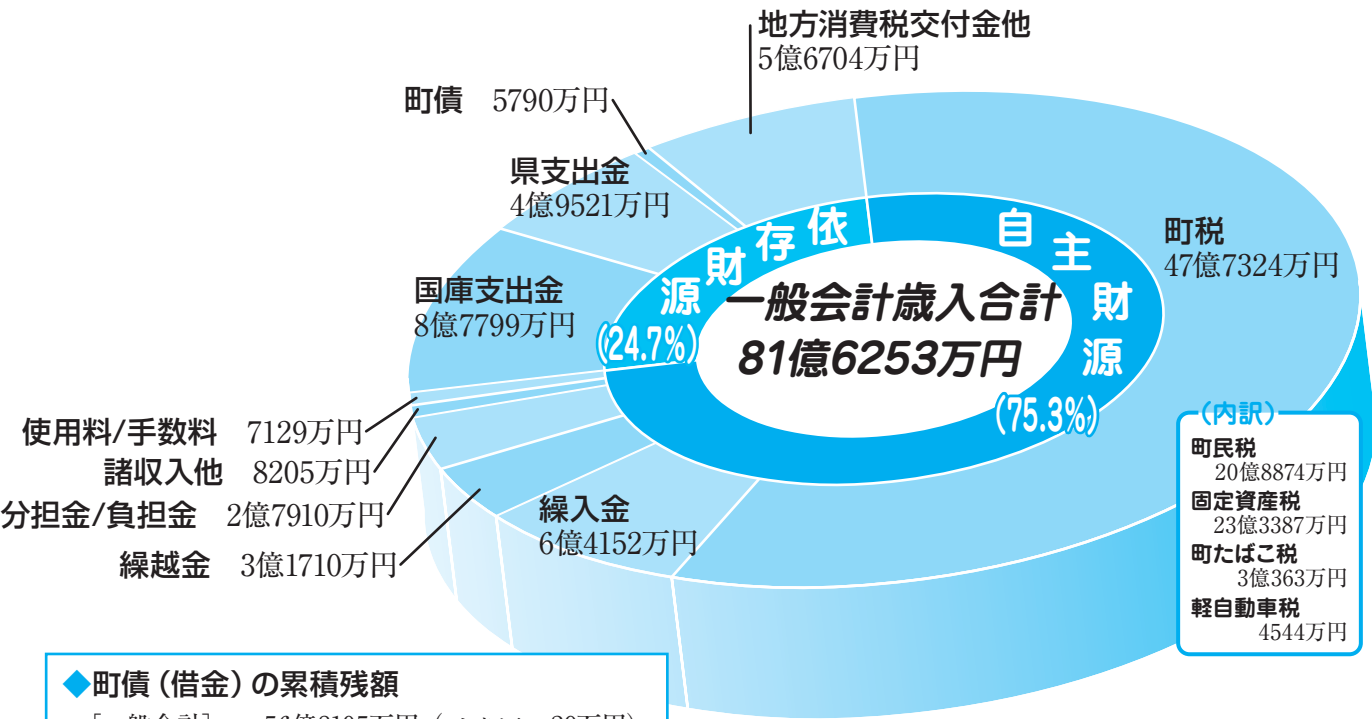 地方消費税交付金他
5億6704万円
町債 5790万円
県支出金
4億9521万円
国庫支出金
8億7799万円
使用料/手数料 7129万円
諸収入他 8205万円
分担金/負担金 2億7910万円
繰越金 3億1710万円
繰入金
6億4152万円
町税
47億7324万円
依存財源
(24.7%)
自主財源
(75.3%)
一般会計歳入合計
81億6253万円
(内訳)
町民税
20億8874万円
固定資産税
23億3387万円
町たばこ税
3億363万円
軽自動車税
4544万円
◆町債(借金)の累積残額